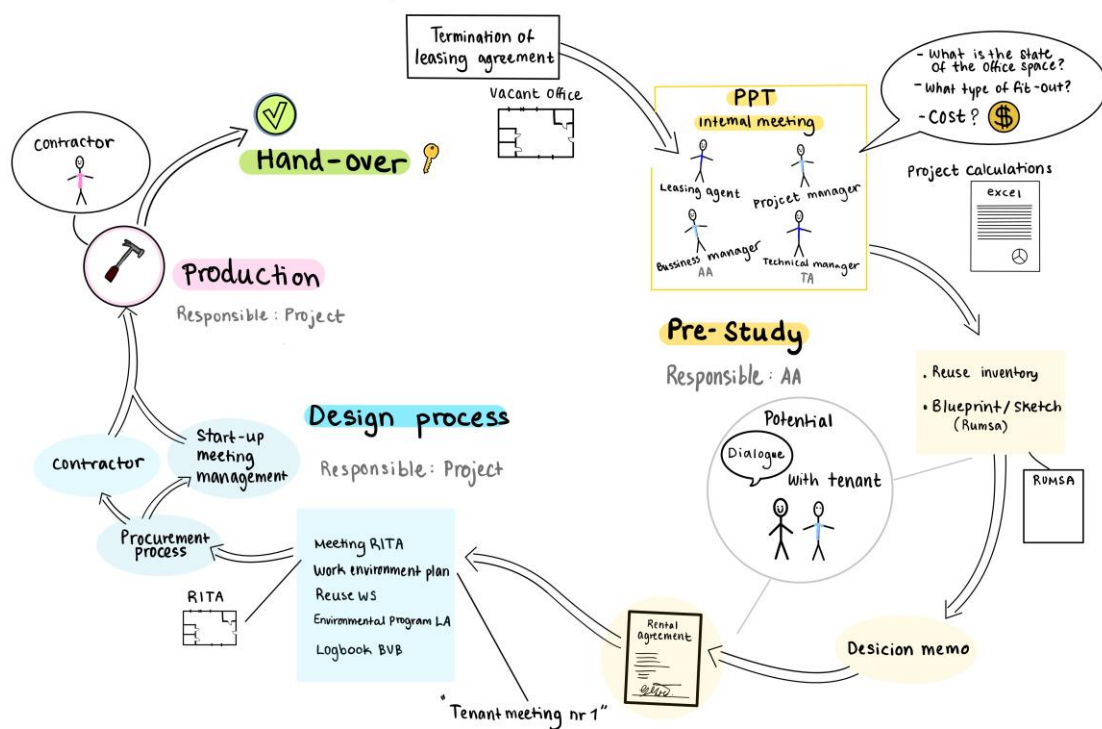 Termination of
leasing agreement
Vacant Office
PPT
Internal meeting
Leasing agent
Projcet manager
Bussiness manager
AA
Technical manager
TA
- What is the state
of the office space?
- What type of fit-out?
- Cost?
$
Project calculations
excel
Pre-Study
Responsible: AA
• Reuse inventory
• Blueprint/Sketch
(Rumsa)
RUMSA
Potential
Dialogue
with tenant
Desicion memo
Rental
agreement
Design process
Responsible: Project
Meeting RITA
Work environment plan
Reuse WS
Environmental Program LA
Logbook BVB
RITA
"Tenant meeting nr 1"
Procurement
process
Contractor
Start-up
meeting
management
Production
Responsible: Project
Contractor
Hand-over